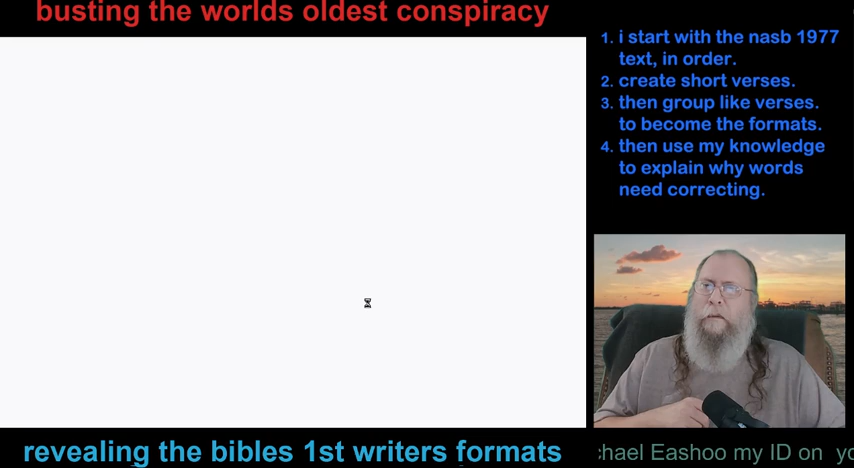 busting the worlds oldest conspiracy
1. i start with the nasb 1977
text, in order.
2. create short verses.
3. then group like verses.
to become the formats.
4. then use my knowledge
to explain why words
need correcting.
revealing the bibles 1st writers formats
chael Eashoo my ID on yo